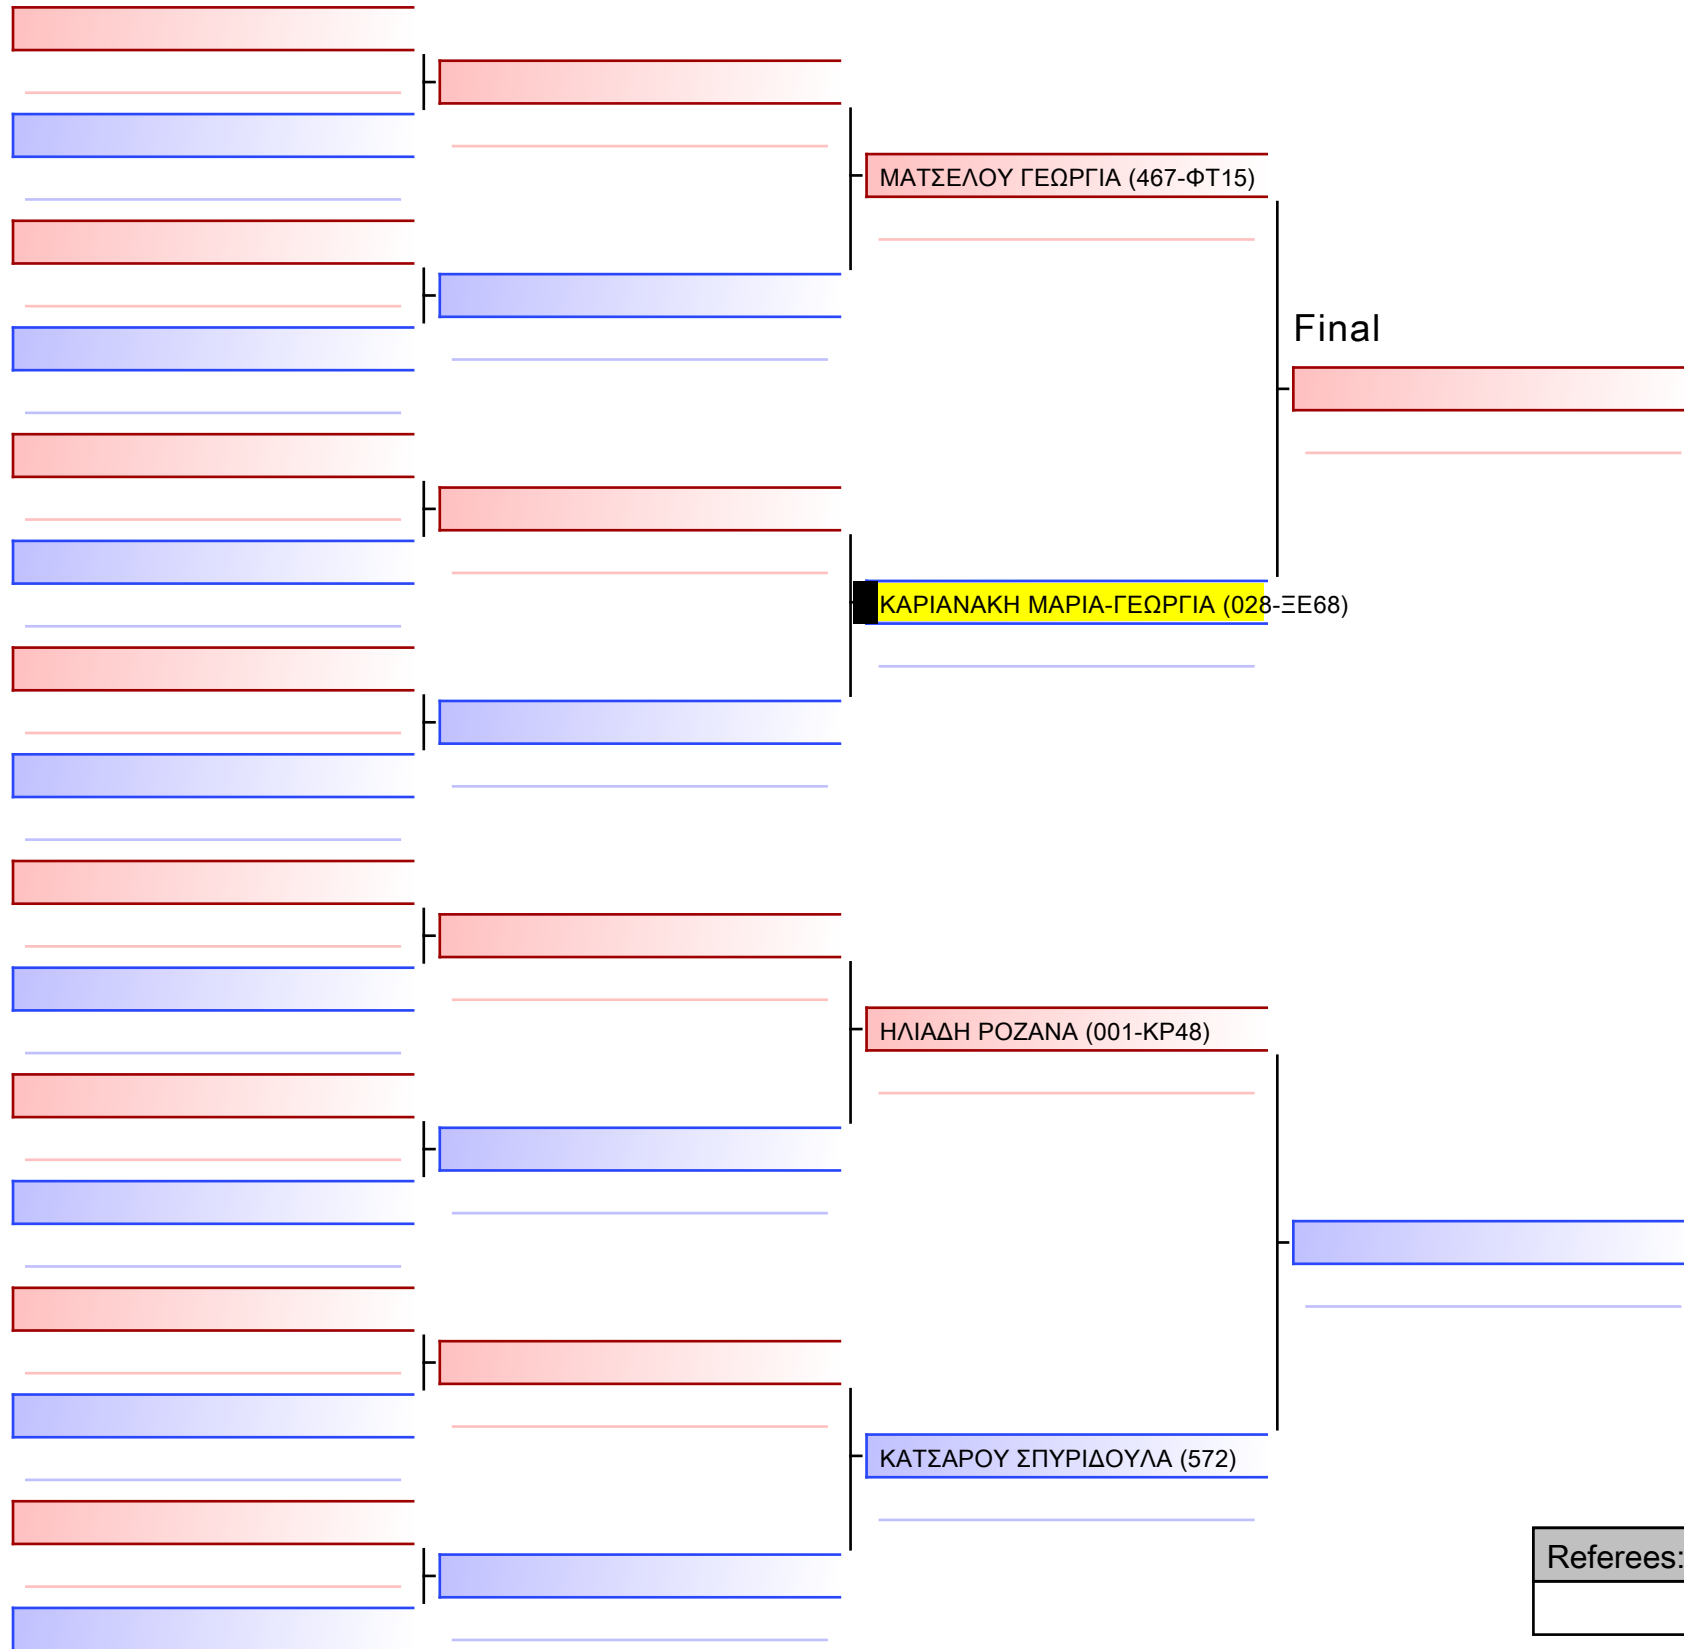 ΜΑΤΣΕΛΟΥ ΓΕΩΡΓΙΑ (467-ΦΤ15)
Final
ΚΑΡΙΑΝΑΚΗ ΜΑΡΙΑ-ΓΕΩΡΓΙΑ (028-ΞΕ68)
ΗΛΙΑΔΗ ΡΟΖΑΝΑ (001-ΚΡ48)
ΚΑΤΣΑΡΟΥ ΣΠΥΡΙΔΟΥΛΑ (572)
Referees: